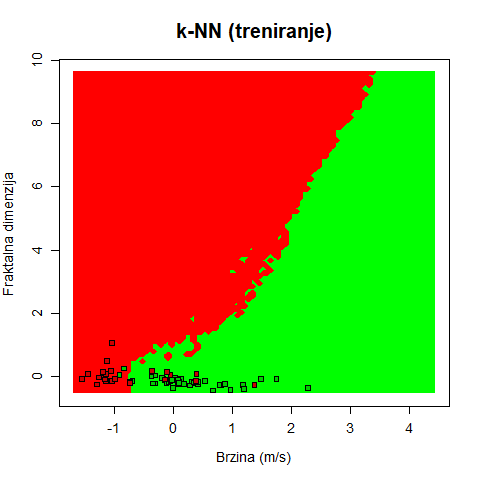 k-NN (treniranje)
Fraktalna dimenzija
10
8
6
4
2
0
-1 0 1 2 3 4
Brzina (m/s)